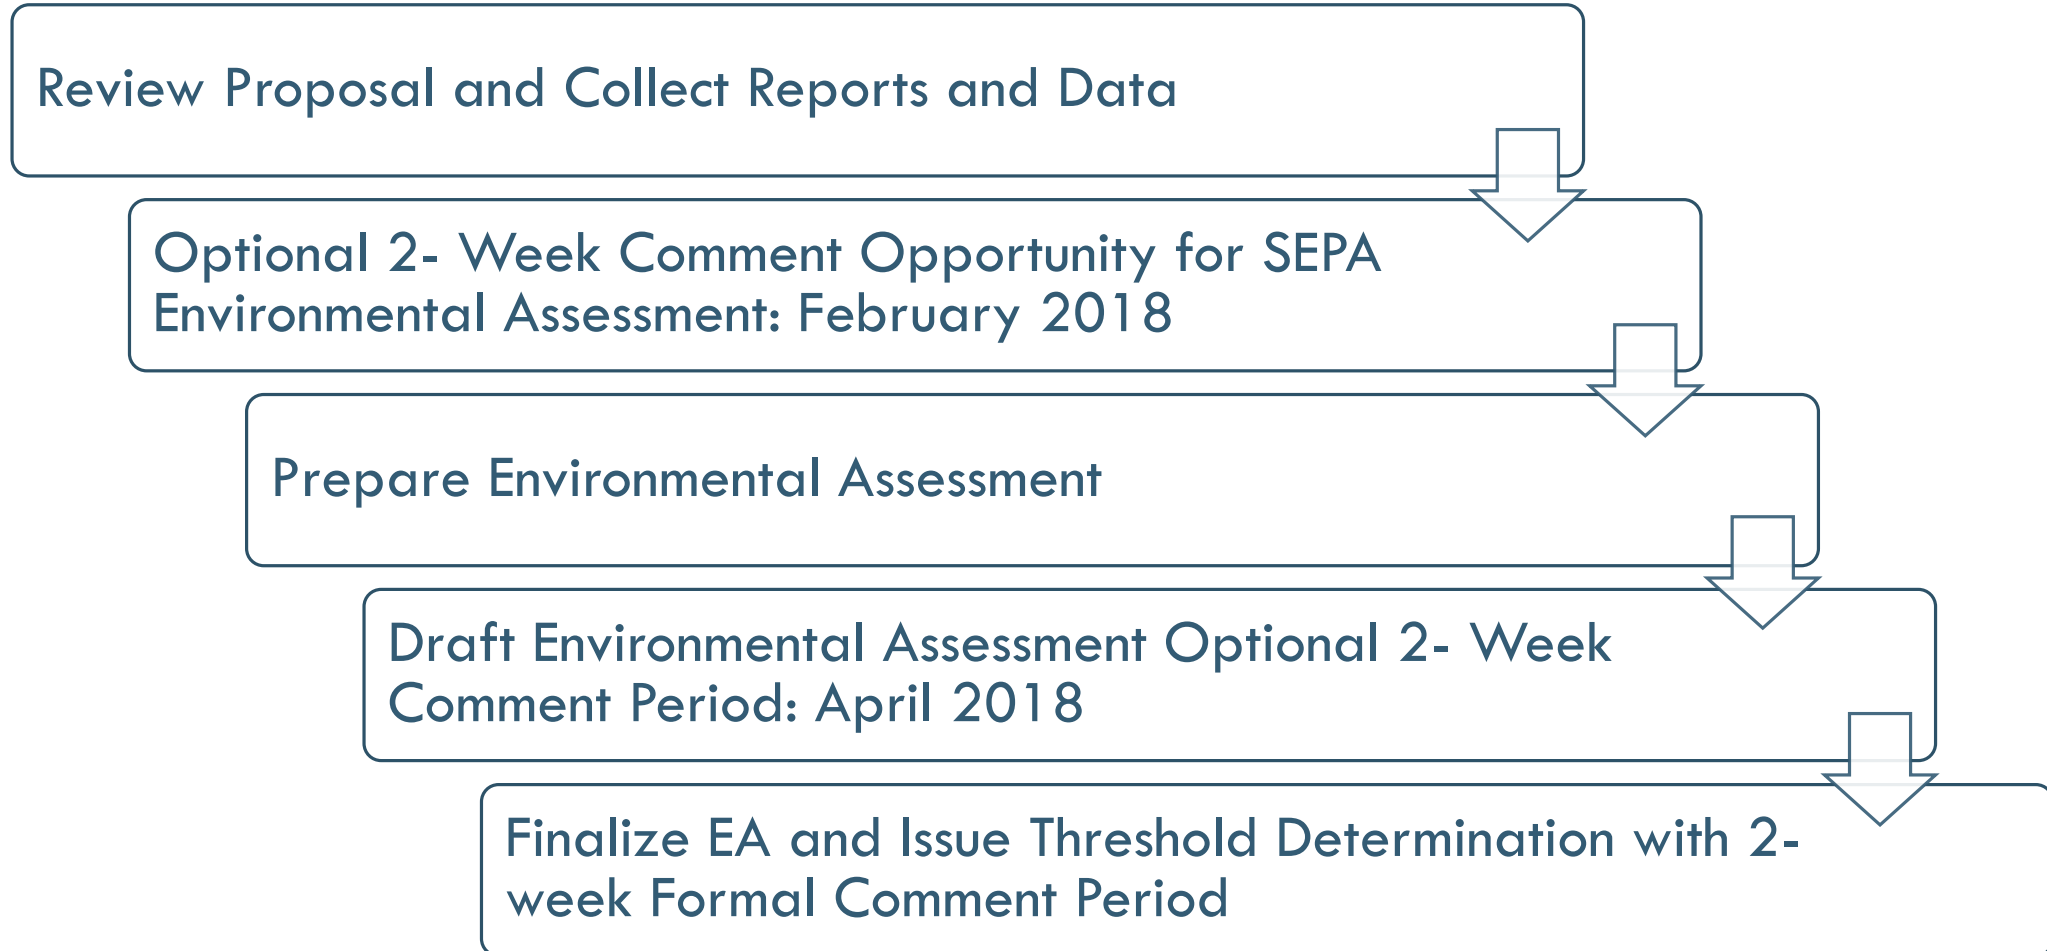 Review Proposal and Collect Reports and Data
Optional 2- Week Comment Opportunity for SEPA
Environmental Assessment: February 2018
Prepare Environmental Assessment
Draft Environmental Assessment Optional 2- Week
Comment Period: April 2018
Finalize EA and Issue Threshold Determination with 2-
week Formal Comment Period